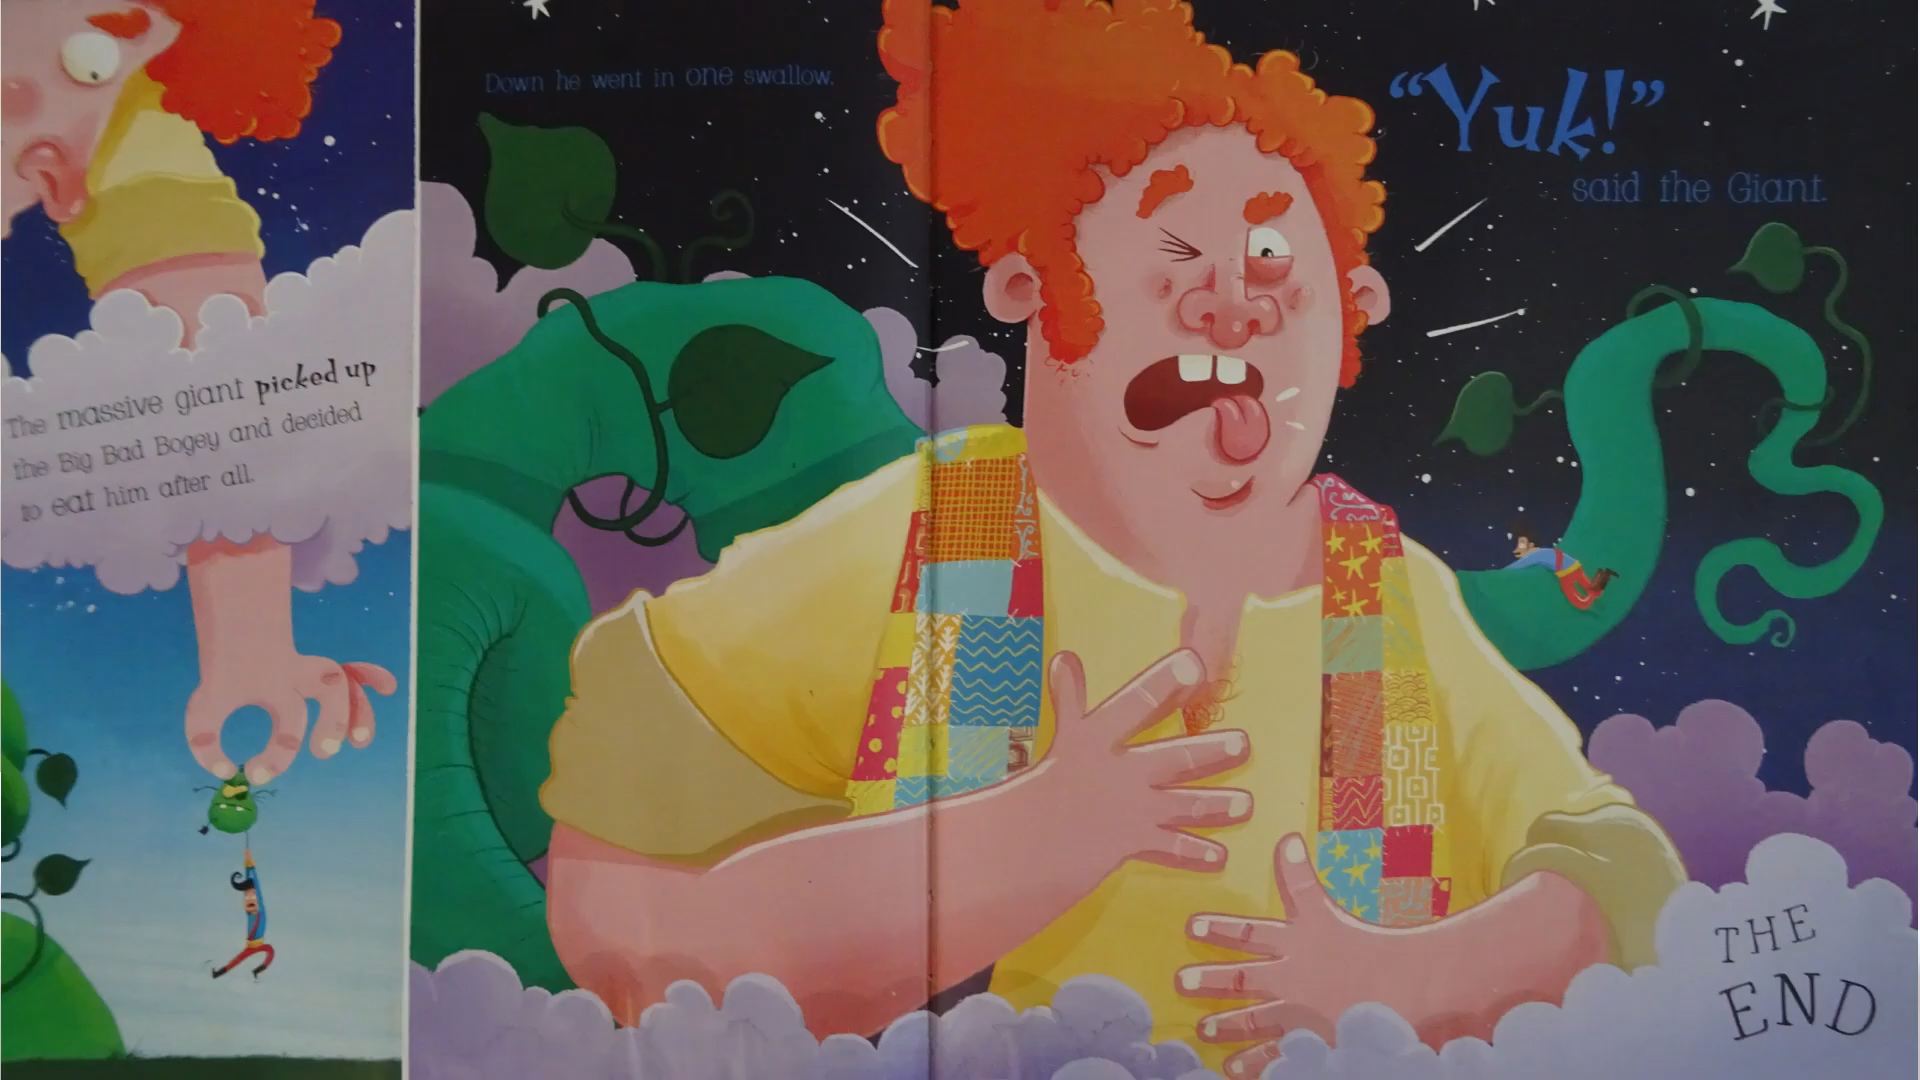 The massive giant picked up
the Big Bad Bogey and decided
to eat him after all.
Down he went in one swallow.
“Yuk!”
said the Giant.
THE
END